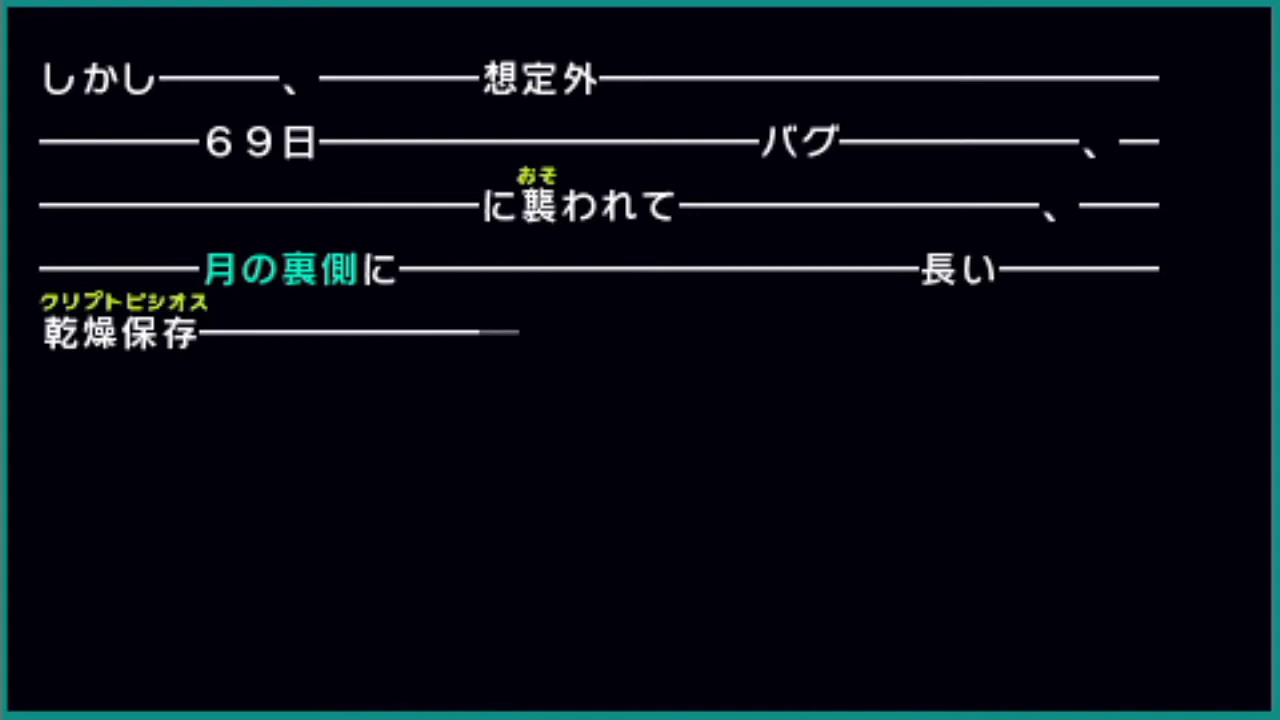 しかし―――、――――想定外――――――――――――――
――――６９日―――――――――――バグ――――――、―
おそ
―――――――――――に襲われて―――――――――、――
――――月の裏側に―――――――――――――長い――――
クリプトビシオス
乾燥保存――――――――